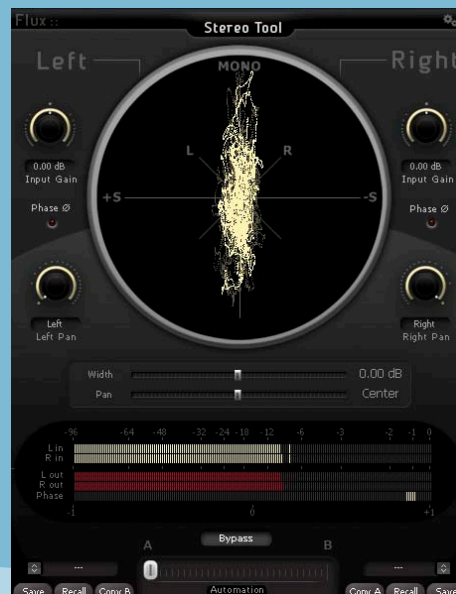 Flux ::
Stereo Tool
Left
Right
MONO
L
R
+S
-S
0.00 dB
Input Gain
Phase Ø
Left
Left Pan
0.00 dB
Input Gain
Phase Ø
Right
Right Pan
Width
0.00 dB
Pan
Center
-96 -64 -48 -32 -24 -18 -12 -6 -3 -1 0
L in
R in
L out
R out
Phase
-1 0 +1
Bypass
A
B
---
---
Automation
Save Recall Copy B
Copy A Recall Save